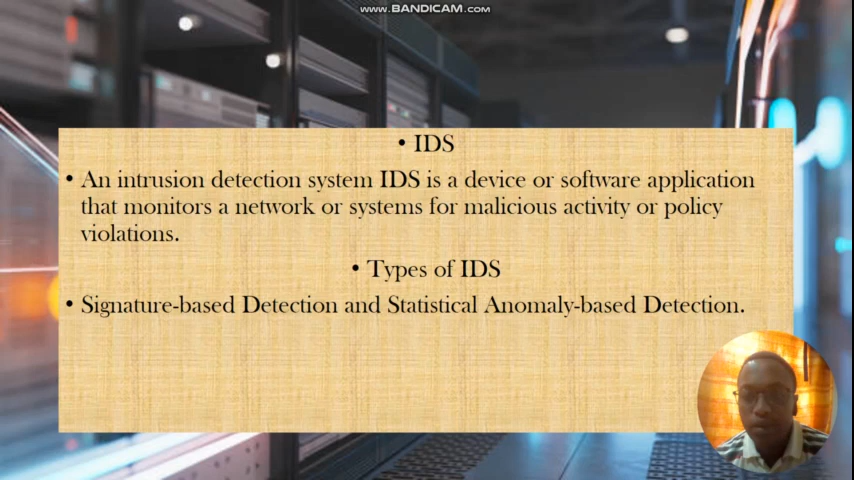 WWW.BANDICAM.COM
• IDS
• An intrusion detection system IDS is a device or software application
that monitors a network or systems for malicious activity or policy
violations.
• Types of IDS
• Signature-based Detection and Statistical Anomaly-based Detection.